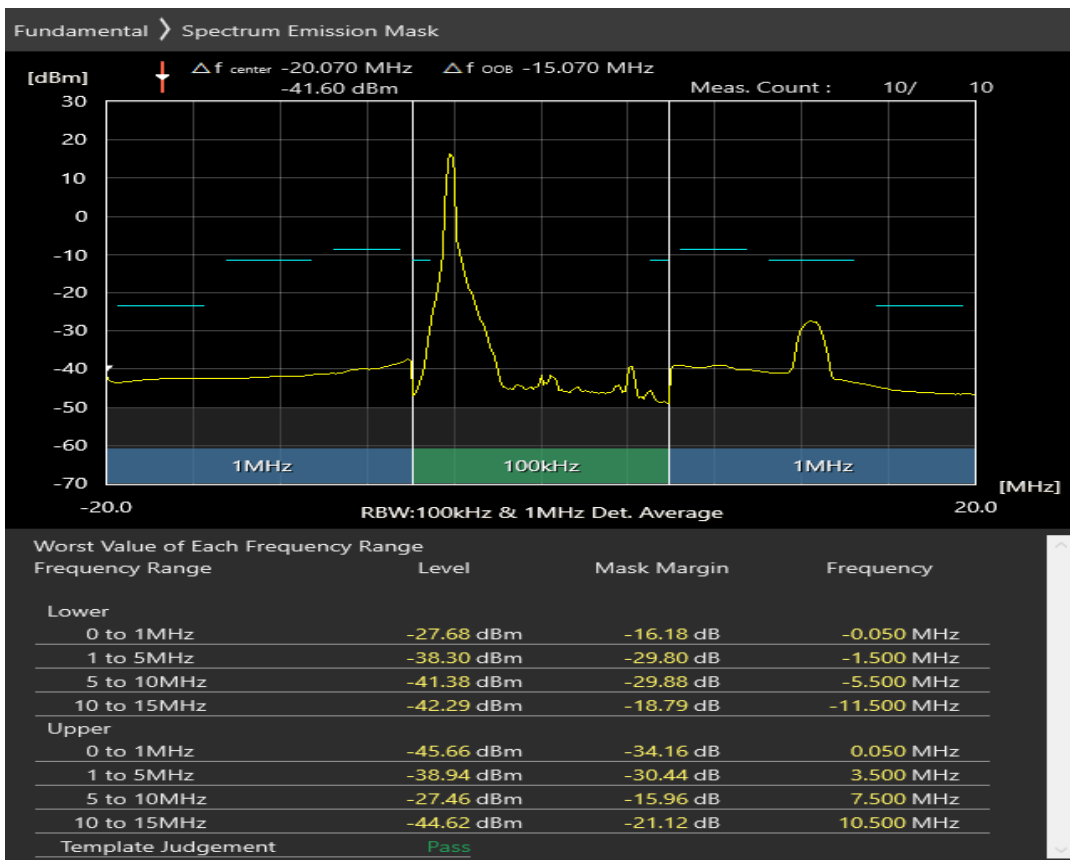 Fundamental 〉 Spectrum Emission Mask
[dBm] △f center -20.070 MHz △f OOB -15.070 MHz
-41.60 dBm Meas. Count : 10/ 10
30
20
10
0
-10
-20
-30
-40
-50
-60
1MHz 100kHz 1MHz
-70
[MHz]
-20.0 RBW:100kHz & 1MHz Det. Average 20.0
Worst Value of Each Frequency Range
Frequency Range Level Mask Margin Frequency
Lower
0 to 1MHz -27.68 dBm -16.18 dB -0.050 MHz
1 to 5MHz -38.30 dBm -29.80 dB -1.500 MHz
5 to 10MHz -41.38 dBm -29.88 dB -5.500 MHz
10 to 15MHz -42.29 dBm -18.79 dB -11.500 MHz
Upper
0 to 1MHz -45.66 dBm -34.16 dB 0.050 MHz
1 to 5MHz -38.94 dBm -30.44 dB 3.500 MHz
5 to 10MHz -27.46 dBm -15.96 dB 7.500 MHz
10 to 15MHz -44.62 dBm -21.12 dB 10.500 MHz
Template Judgement Pass